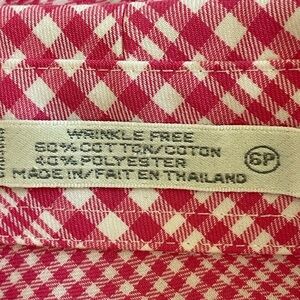 WRINKLE FREE
60% COTTON/COTON
40% POLYESTER
MADE IN/FAIT EN THAILAND
6P